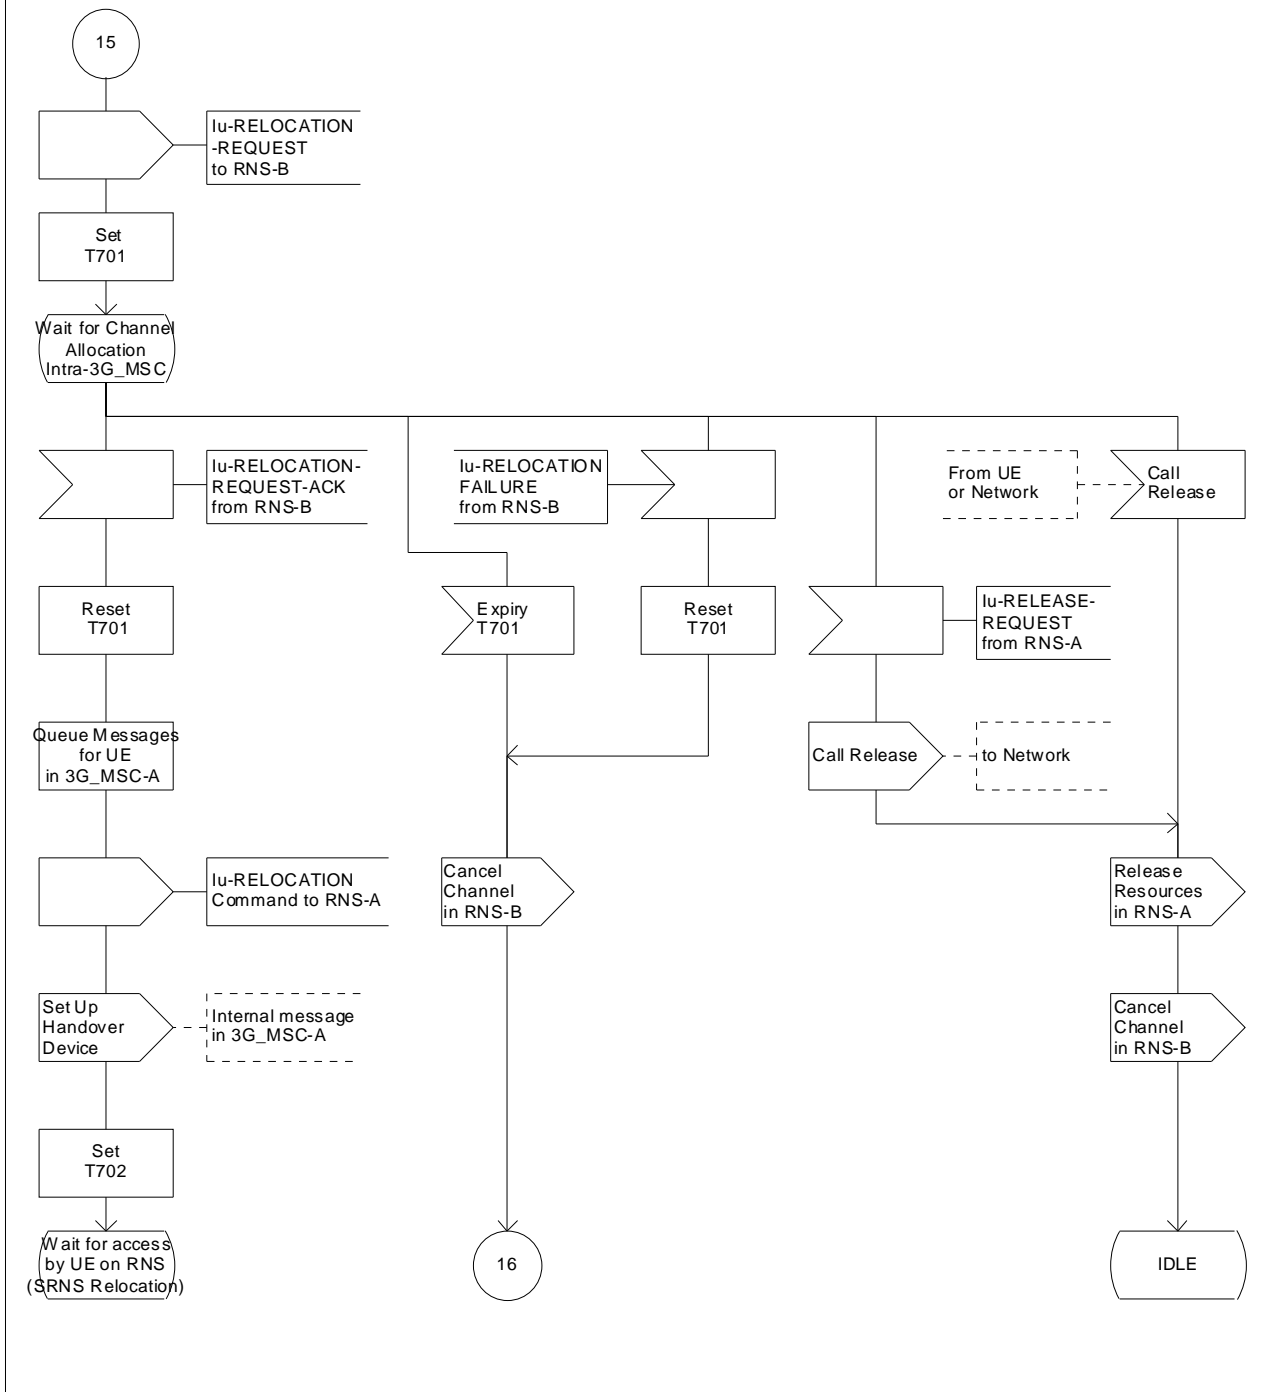 15
Iu-RELOCATION
-REQUEST
to RNS-B
Set
T701
Wait for Channel
Allocation
Intra-3G_MSC
Iu-RELOCATION-
REQUEST-ACK
from RNS-B
Iu-RELOCATION
FAILURE
from RNS-B
From UE
or Network
Call
Release
Reset
T701
Expiry
T701
Reset
T701
Iu-RELEASE-
REQUEST
from RNS-A
Queue Messages
for UE
in 3G_MSC-A
Call Release
to Network
Iu-RELOCATION
Command to RNS-A
Cancel
Channel
in RNS-B
Release
Resources
in RNS-A
Set Up
Handover
Device
Internal message
in 3G_MSC-A
Cancel
Channel
in RNS-B
Set
T702
Wait for access
by UE on RNS
(SRNS Relocation)
16
IDLE